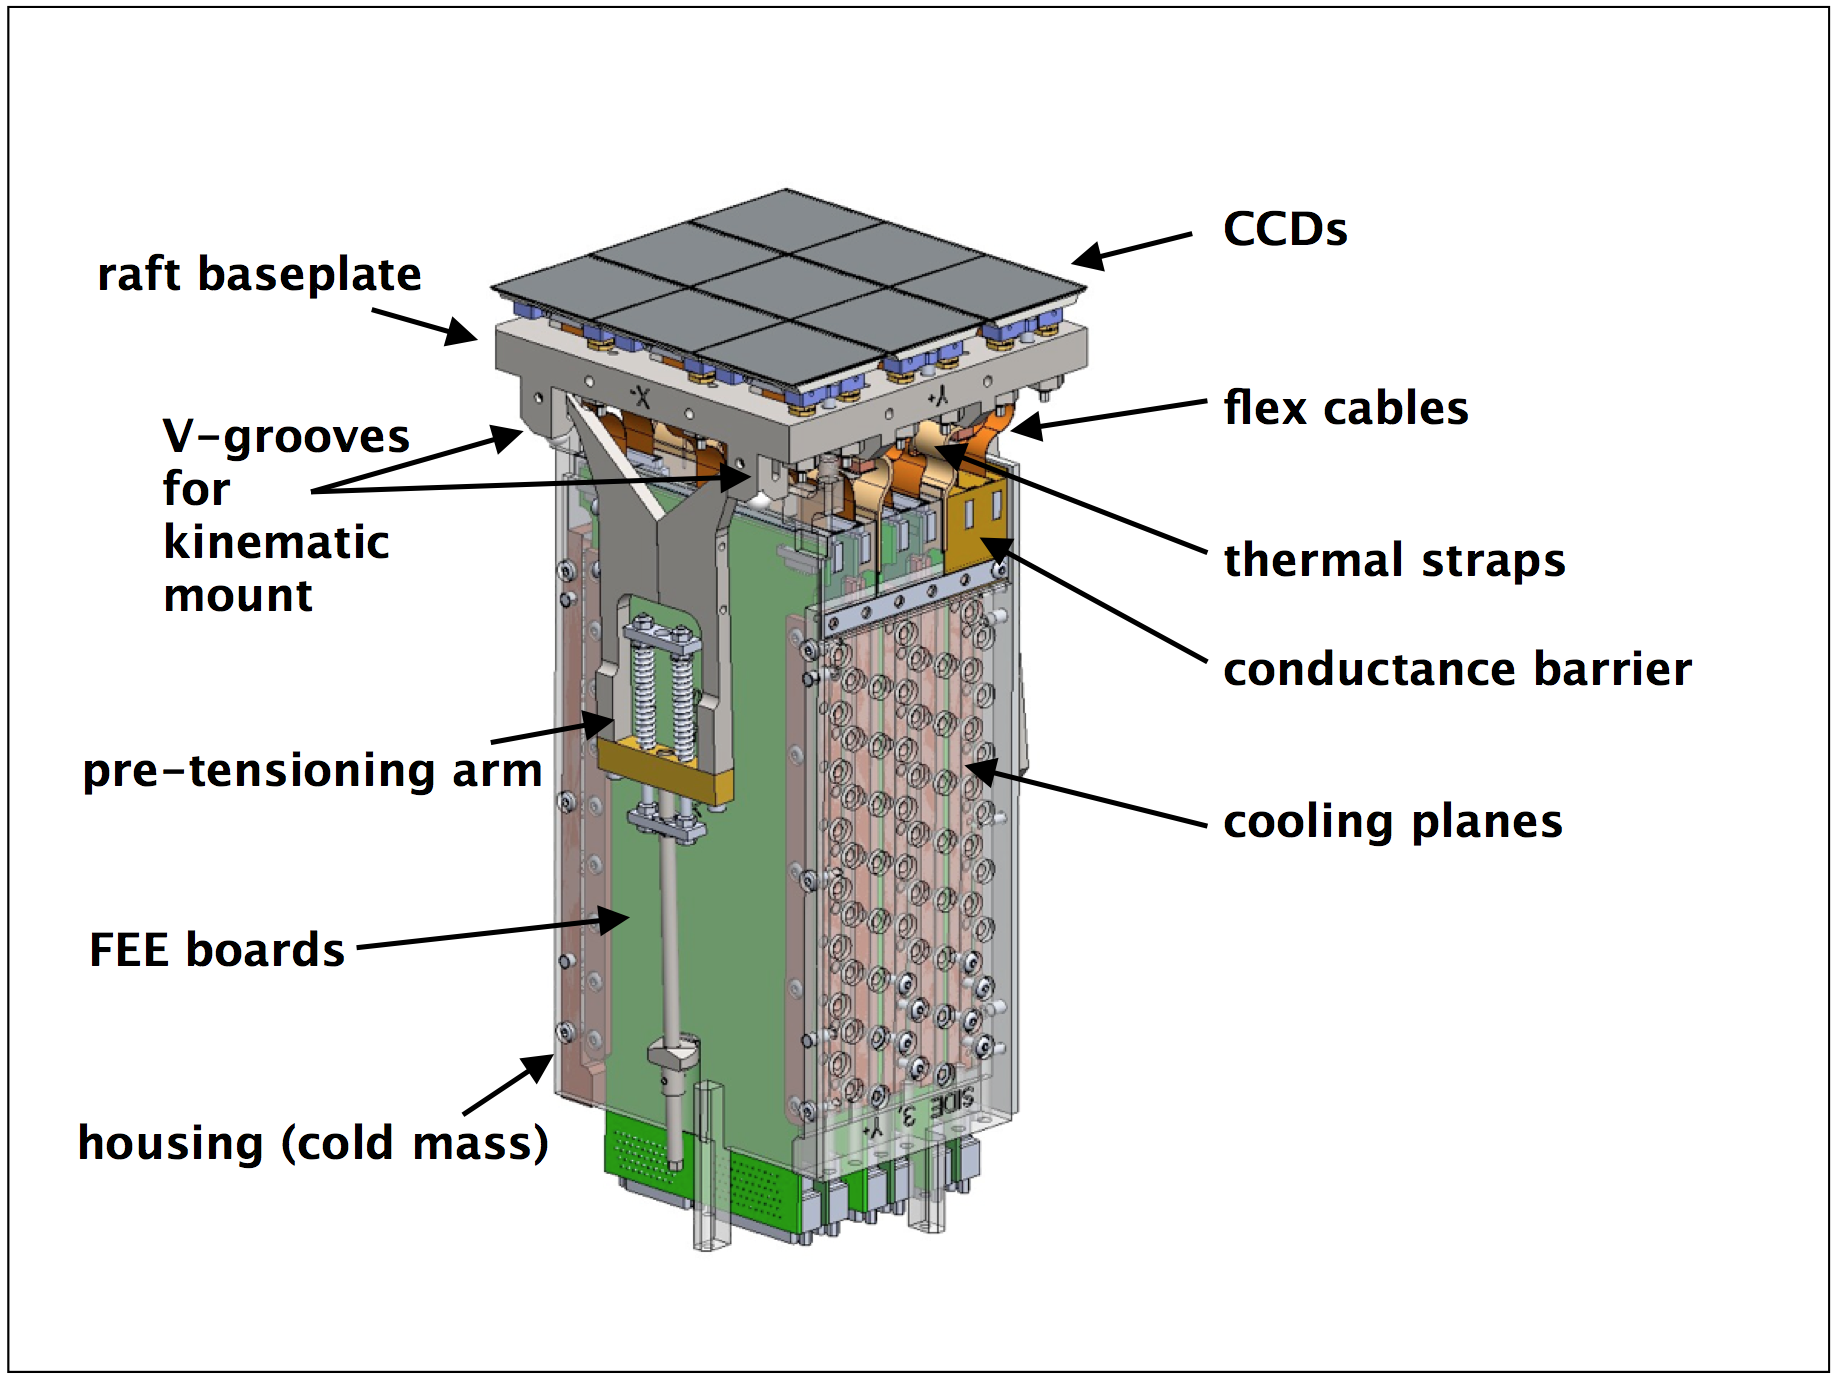 CCDs
raft baseplate
flex cables
V-grooves
for
kinematic
mount
thermal straps
conductance barrier
pre-tensioning arm
cooling planes
FEE boards
housing (cold mass)
-X
+Y
SIDE 3,
+Y